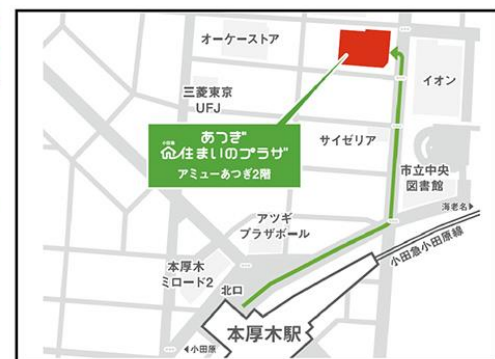 オーケーストア
イオン
三菱東京
UFJ
小田急
あつぎ
住まいのプラザ
アミューあつぎ2階
サイゼリア
市立中央
図書館
海老名▶
アツギ
プラザボール
小田急小田原線
本厚木
ミロード2
北口
本厚木駅
◀小田原